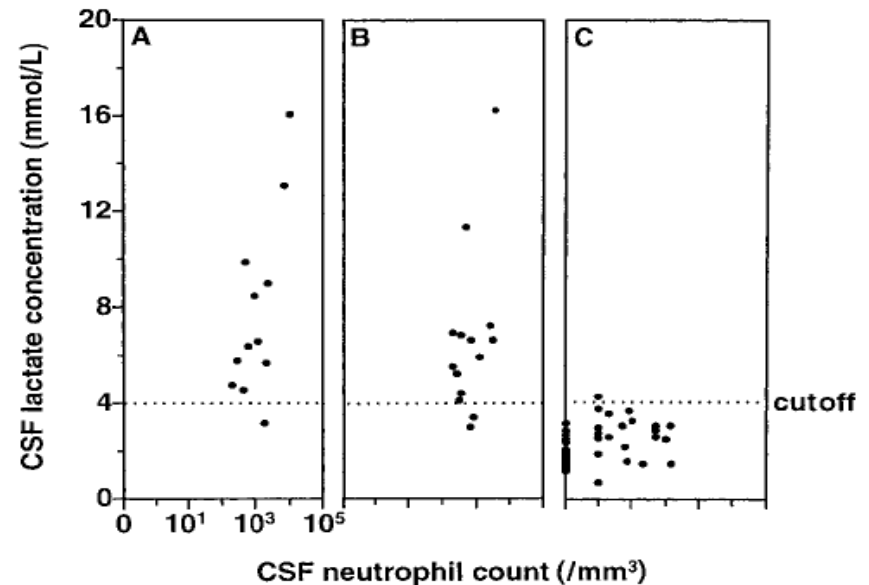 CSF lactate concentration (mmol/L)
20
16
12
8
4
0
A
B
C
cutoff
0 10¹ 10³ 10⁵
CSF neutrophil count (/mm³)